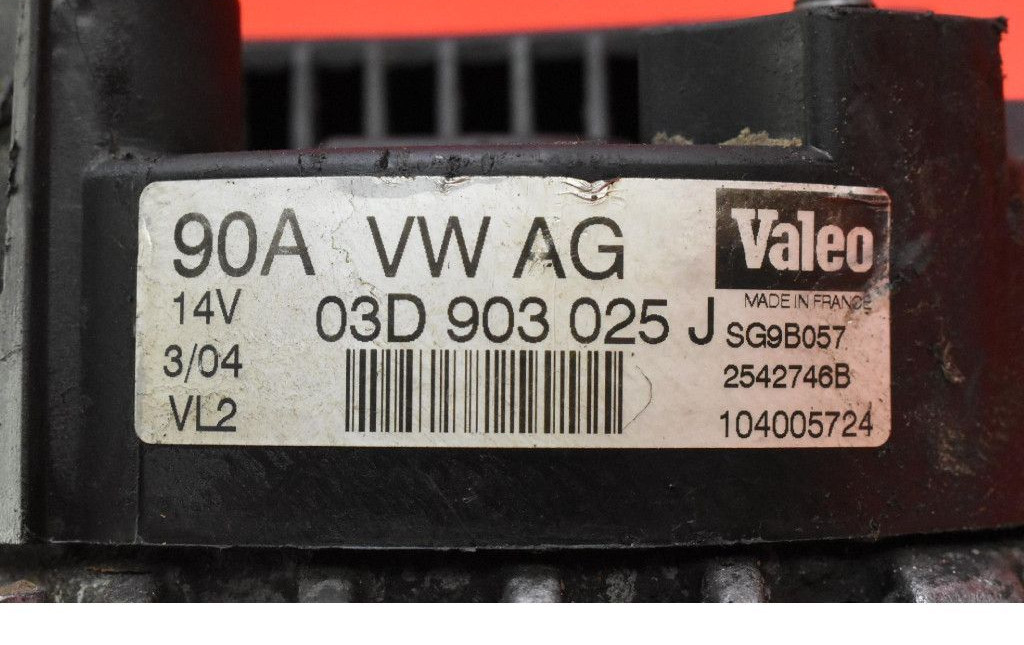 90A VW AG
Valeo
MADE IN FRANCE
14V
03D 903 025 J
SG9B057
3/04
2542746B
VL2
104005724